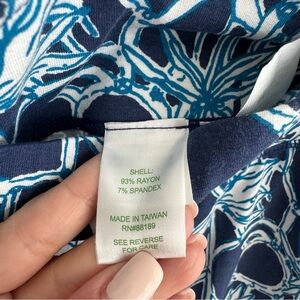 SHELL:
93% RAYON
7% SPANDEX
MADE IN TAIWAN
RN#88189
SEE REVERSE
FOR CARE